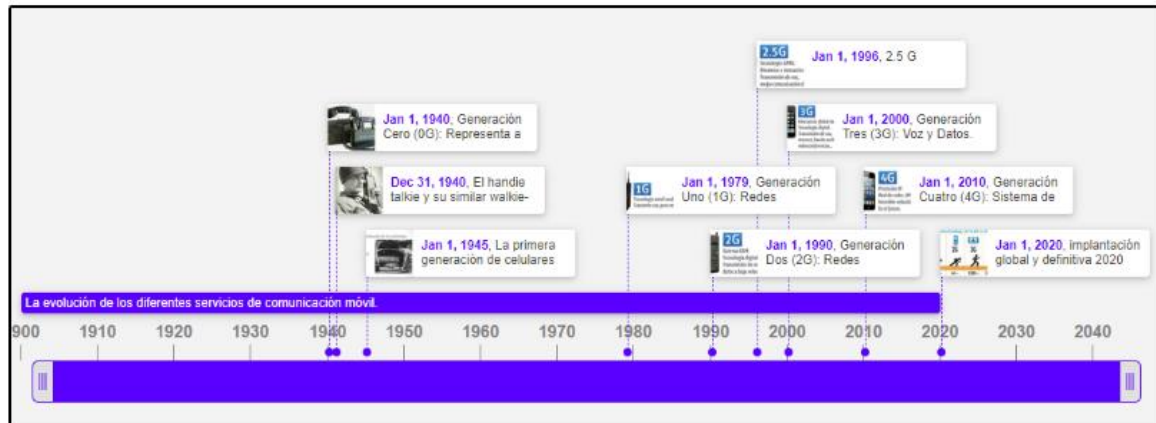 2.5G
Jan 1, 1996, 2.5 G
Jan 1, 1940, Generación
Cero (0G): Representa a
3G
Jan 1, 2000, Generación
Tres (3G): Voz y Datos.
Dec 31, 1940, El handie
talkie y su similar walkie-
1G
Jan 1, 1979, Generación
Uno (1G): Redes
4G
Jan 1, 2010, Generación
Cuatro (4G): Sistema de
Jan 1, 1945, La primera
generación de celulares
2G
Jan 1, 1990, Generación
Dos (2G): Redes
Jan 1, 2020, implantación
global y definitiva 2020
La evolución de los diferentes servicios de comunicación móvil.
1900 1910 1920 1930 1940 1950 1960 1970 1980 1990 2000 2010 2020 2030 2040